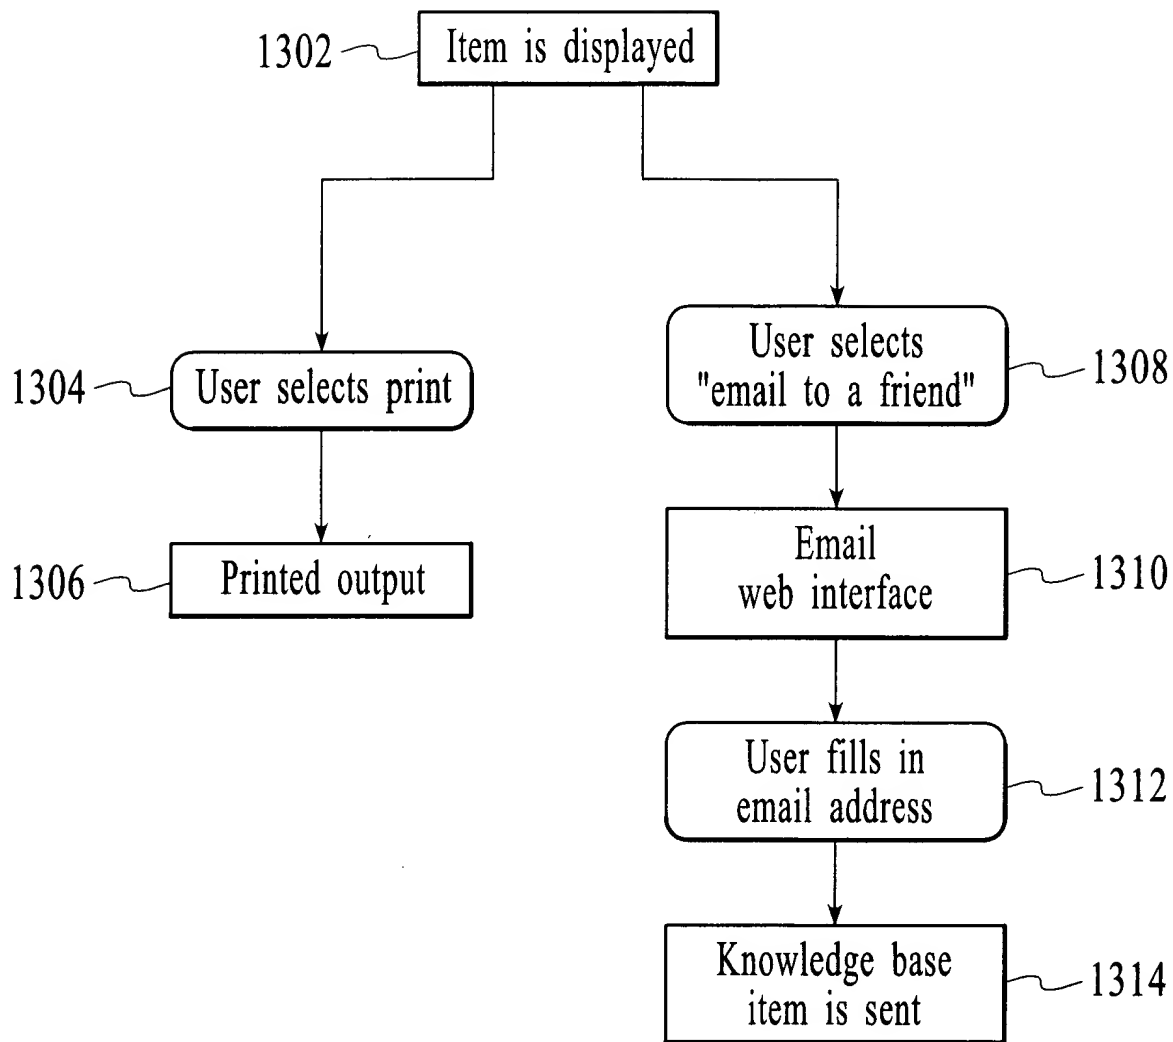 1302
Item is displayed
1304
User selects print
1306
Printed output
User selects
"email to a friend"
1308
Email
web interface
1310
User fills in
email address
1312
Knowledge base
item is sent
1314